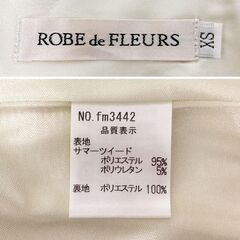 ROBE de FLEURS
XS
NO.fm3442
品質表示
表地
サマーツイード
ポリエステル 95%
ポリウレタン 5%
裏地 ポリエステル 100%